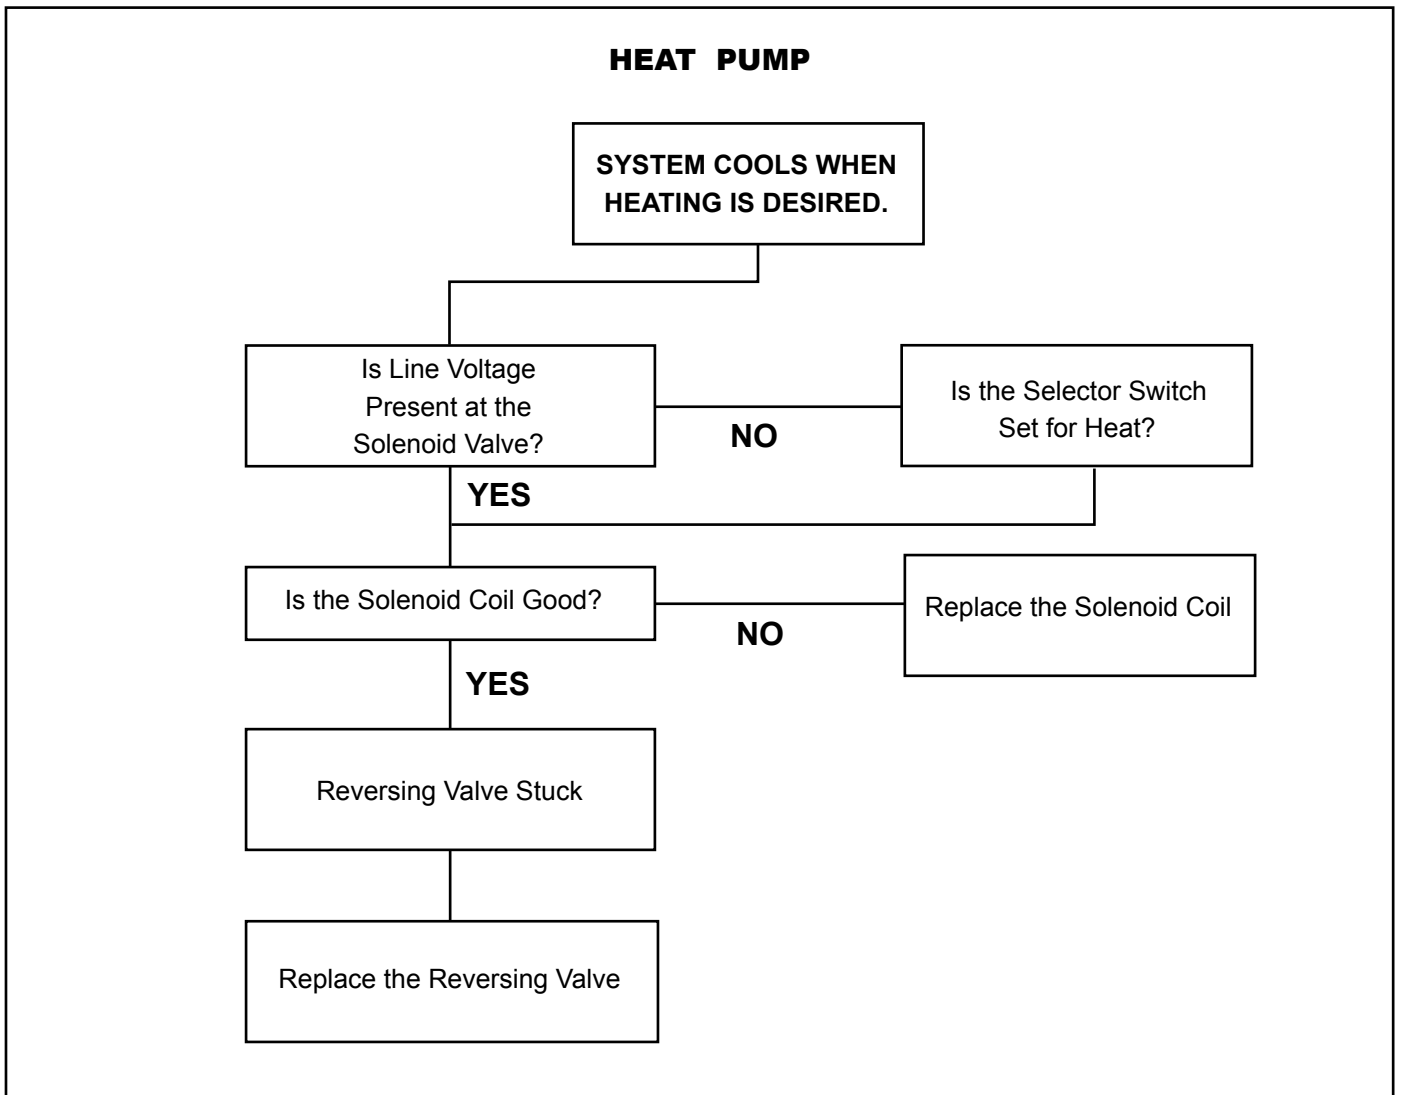 HEAT PUMP
SYSTEM COOLS WHEN
HEATING IS DESIRED.
Is Line Voltage
Present at the
Solenoid Valve?
NO
Is the Selector Switch
Set for Heat?
YES
Is the Solenoid Coil Good?
NO
Replace the Solenoid Coil
YES
Reversing Valve Stuck
Replace the Reversing Valve